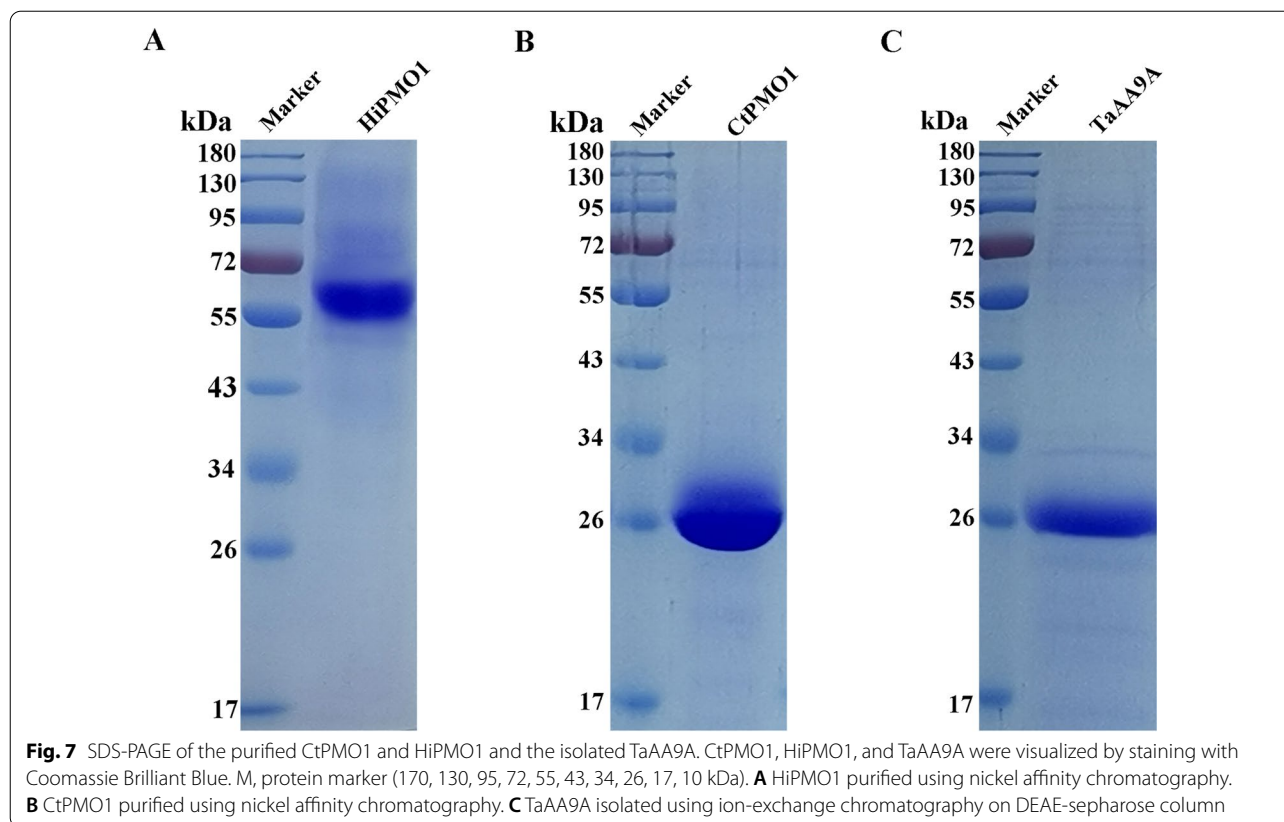 A
B
C
kDa
Marker
HiPMO1
180
130
95
72
55
43
34
26
17
kDa
Marker
CtPMO1
180
130
95
72
55
43
34
26
17
kDa
Marker
TaAA9A
180
130
95
72
55
43
34
26
17
Fig. 7 SDS-PAGE of the purified CtPMO1 and HiPMO1 and the isolated TaAA9A. CtPMO1, HiPMO1, and TaAA9A were visualized by staining with
Coomassie Brilliant Blue. M, protein marker (170, 130, 95, 72, 55, 43, 34, 26, 17, 10 kDa). A HiPMO1 purified using nickel affinity chromatography.
B CtPMO1 purified using nickel affinity chromatography. C TaAA9A isolated using ion-exchange chromatography on DEAE-sepharose column